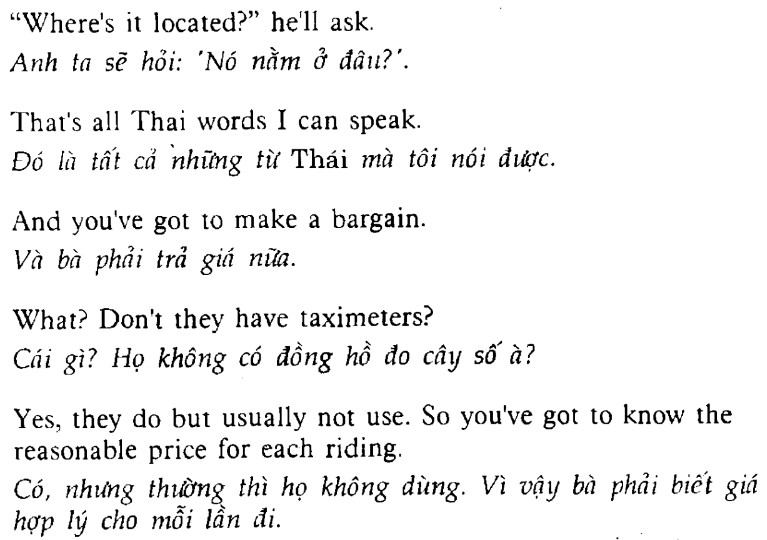 “Where's it located?” he'll ask.
Anh ta sẽ hỏi: 'Nó nằm ở đâu?'.
That's all Thai words I can speak.
Đó là tất cả những từ Thái mà tôi nói được.
And you've got to make a bargain.
Và bà phải trả giá nữa.
What? Don't they have taximeters?
Cái gì? Họ không có đồng hồ đo cây số à?
Yes, they do but usually not use. So you've got to know the
reasonable price for each riding.
Có, nhưng thường thì họ không dùng. Vì vậy bà phải biết giá
hợp lý cho mỗi lần đi.